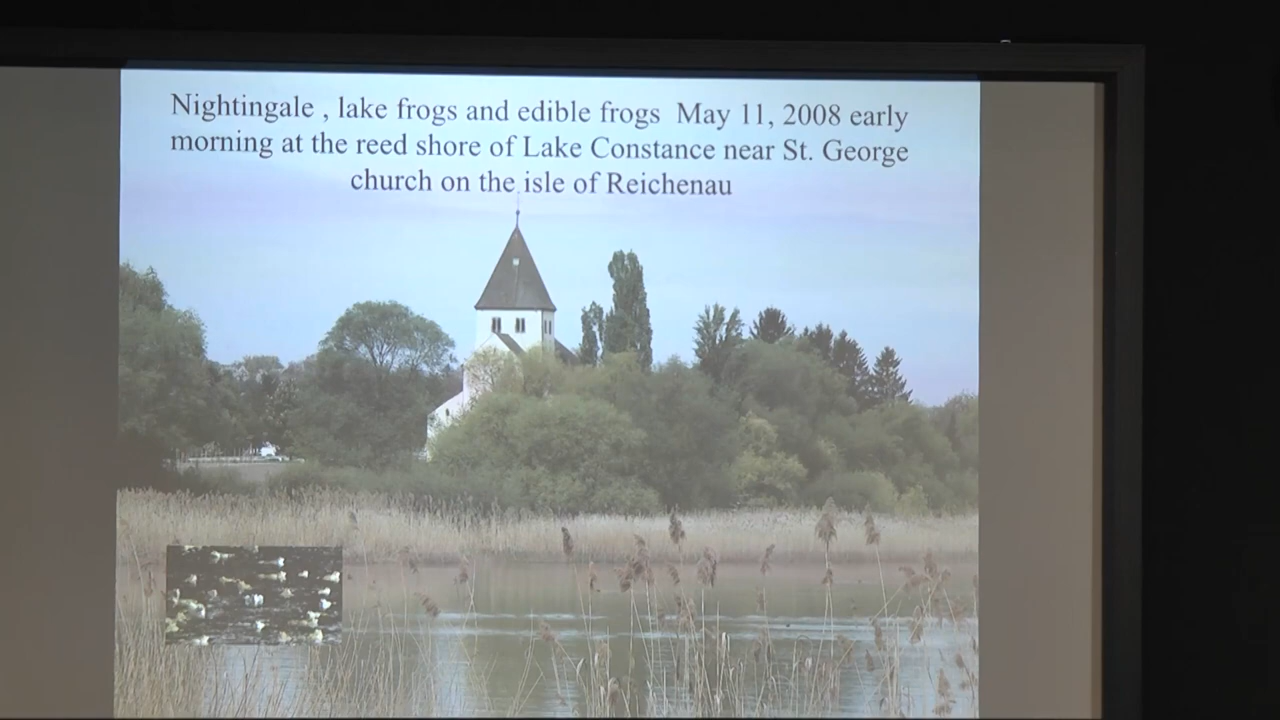 Nightingale , lake frogs and edible frogs  May 11, 2008 early
morning at the reed shore of Lake Constance near St. George
church on the isle of Reichenau